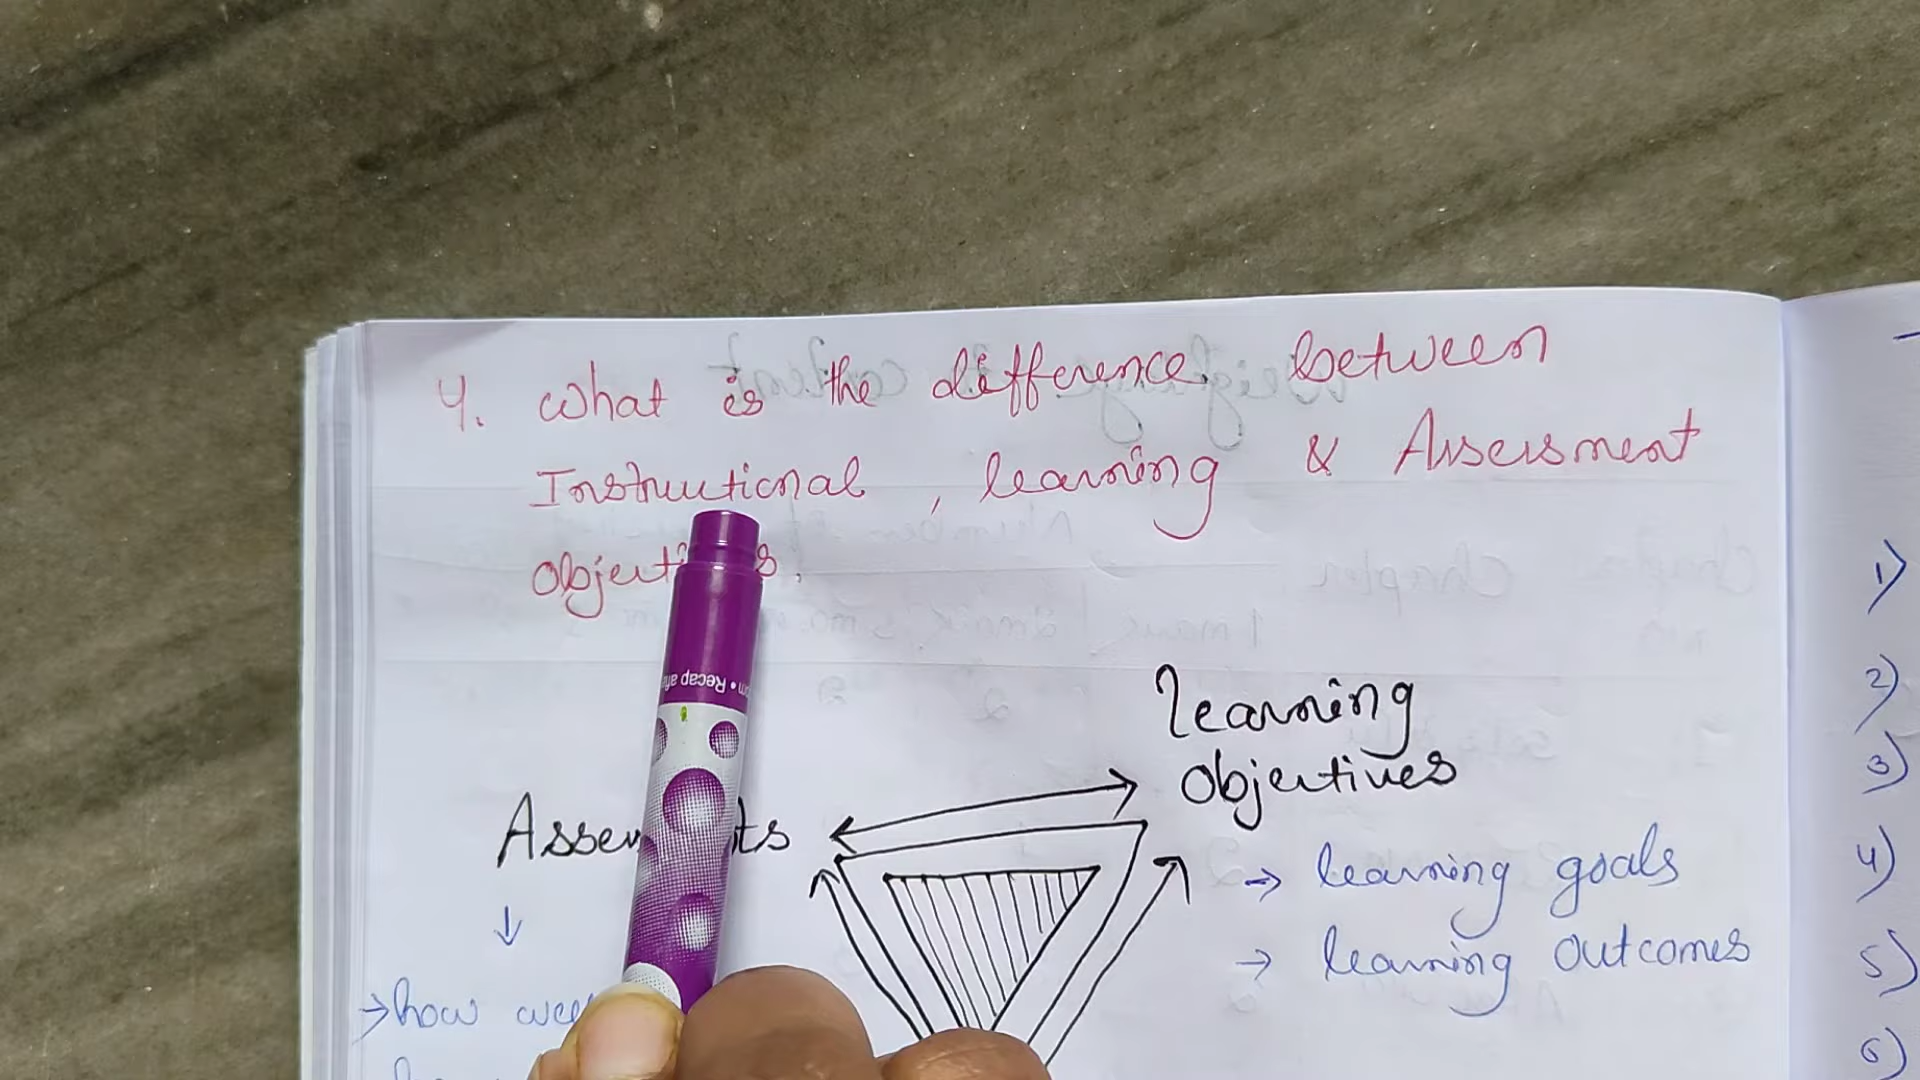 4. What is the difference between
Instructional, learning & Assessment
Learning
Objectives
→ learning goals
→ learning outcomes
→ how
1)
2)
3)
4)
5)
6)